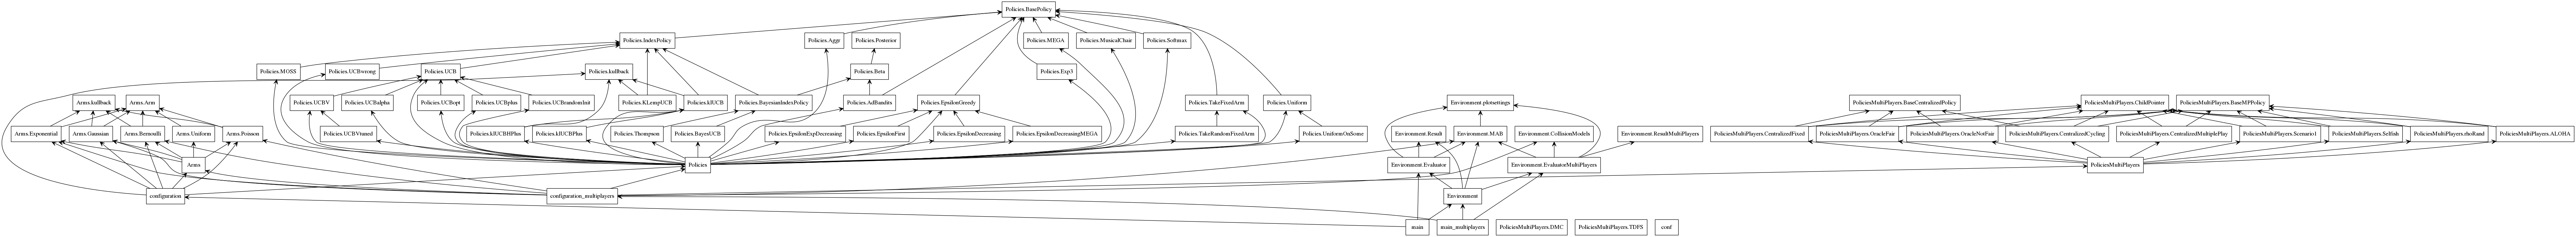 Policies.BasePolicy
Policies.IndexPolicy
Policies.Aggr
Policies.Posterior
Policies.MEGA
Policies.MusicalChair
Policies.Softmax
Policies.MOSS
Policies.UCBwrong
Policies.UCB
Policies.kullback
Policies.Beta
Policies.Exp3
Arms.kullback
Arms.Arm
Policies.UCBV
Policies.UCBalpha
Policies.UCBopt
Policies.UCBplus
Policies.UCBrandomInit
Policies.KLempUCB
Policies.klUCB
Policies.BayesianIndexPolicy
Policies.AdBandits
Policies.EpsilonGreedy
Policies.TakeFixedArm
Policies.Uniform
Environment.plotsettings
PoliciesMultiPlayers.BaseCentralizedPolicy
PoliciesMultiPlayers.ChildPointer
PoliciesMultiPlayers.BaseMPPolicy
Arms.Exponential
Arms.Gaussian
Arms.Bernoulli
Arms.Uniform
Arms.Poisson
Policies.UCBVtuned
Policies.klUCBHPlus
Policies.klUCBPlus
Policies.Thompson
Policies.BayesUCB
Policies.EpsilonExpDecreasing
Policies.EpsilonFirst
Policies.EpsilonDecreasing
Policies.EpsilonDecreasingMEGA
Policies.TakeRandomFixedArm
Policies.UniformOnSome
Environment.Result
Environment.MAB
Environment.CollisionModels
Environment.ResultMultiPlayers
PoliciesMultiPlayers.CentralizedFixed
PoliciesMultiPlayers.OracleFair
PoliciesMultiPlayers.OracleNotFair
PoliciesMultiPlayers.CentralizedCycling
PoliciesMultiPlayers.CentralizedMultiplePlay
PoliciesMultiPlayers.Scenario1
PoliciesMultiPlayers.Selfish
PoliciesMultiPlayers.rhoRand
PoliciesMultiPlayers.ALOHA
Arms
Policies
Environment.Evaluator
Environment.EvaluatorMultiPlayers
PoliciesMultiPlayers
configuration
configuration_multiplayers
Environment
main
main_multiplayers
PoliciesMultiPlayers.DMC
PoliciesMultiPlayers.TDFS
conf